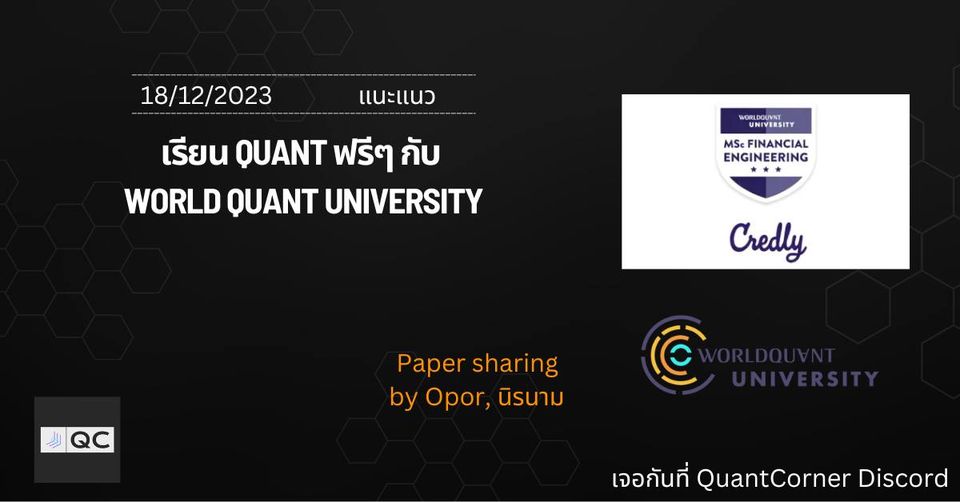 18/12/2023 แนะแนว
เรียน QUANT ฟรีๆ กับ
WORLD QUANT UNIVERSITY
WORLDQUANT
UNIVERSITY
MSc FINANCIAL
ENGINEERING
Credly
WORLDQUANT
UNIVERSITY
Paper sharing
by Opor, นิรนาม
QC
เจอกันที่ QuantCorner Discord